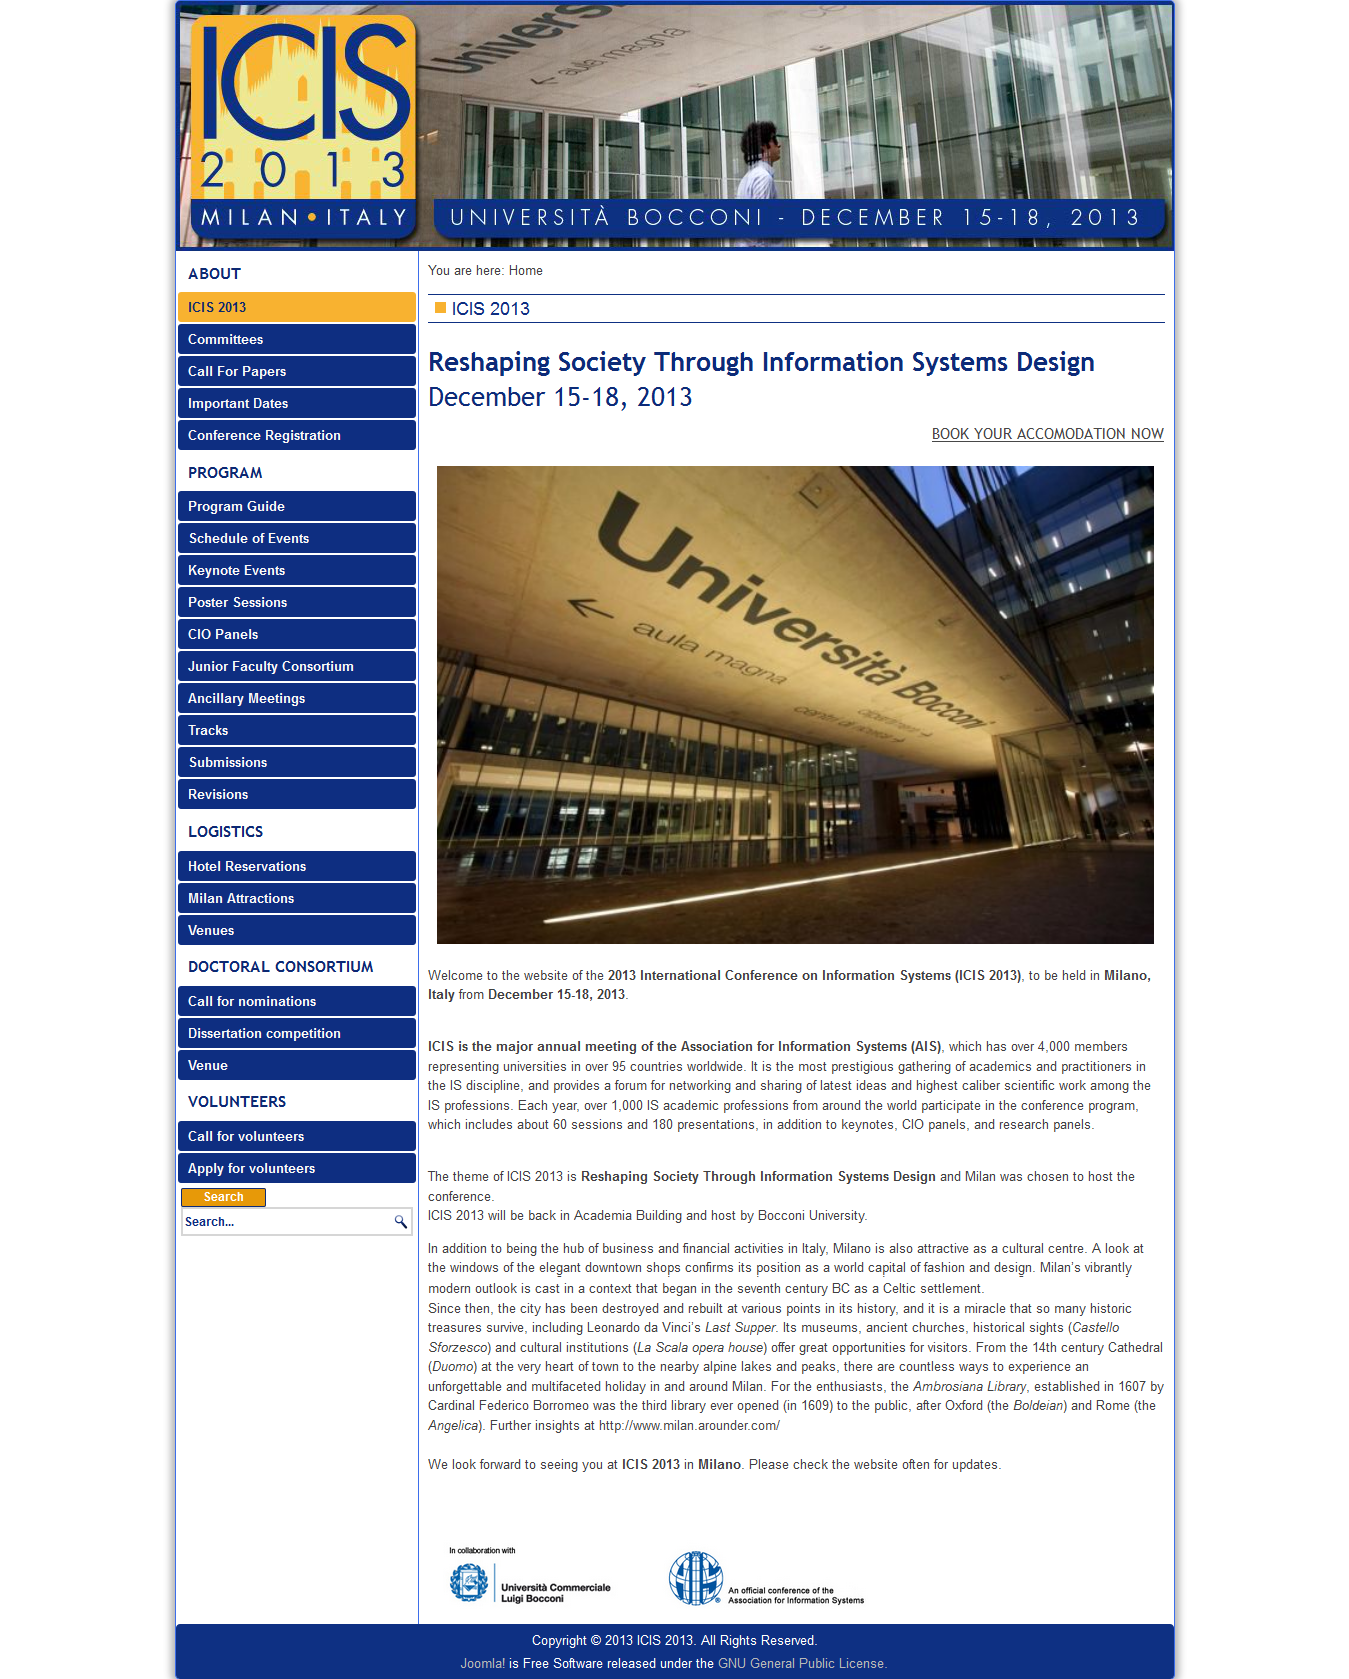 Univers
← aula magna
ICIS
2013
MILAN • ITALY
UNIVERSITÀ BOCCONI - DECEMBER 15-18, 2013
ABOUT
ICIS 2013
Committees
Call For Papers
Important Dates
Conference Registration
PROGRAM
Program Guide
Schedule of Events
Keynote Events
Poster Sessions
CIO Panels
Junior Faculty Consortium
Ancillary Meetings
Tracks
Submissions
Revisions
LOGISTICS
Hotel Reservations
Milan Attractions
Venues
DOCTORAL CONSORTIUM
Call for nominations
Dissertation competition
Venue
VOLUNTEERS
Call for volunteers
Apply for volunteers
Search
Search...
You are here: Home
ICIS 2013
Reshaping Society Through Information Systems Design
December 15-18, 2013
BOOK YOUR ACCOMODATION NOW
Università Bocconi
← aula magna
Welcome to the website of the 2013 International Conference on Information Systems (ICIS 2013), to be held in Milano,
Italy from December 15-18, 2013.
ICIS is the major annual meeting of the Association for Information Systems (AIS), which has over 4,000 members
representing universities in over 95 countries worldwide. It is the most prestigious gathering of academics and practitioners in
the IS discipline, and provides a forum for networking and sharing of latest ideas and highest caliber scientific work among the
IS professions. Each year, over 1,000 IS academic professions from around the world participate in the conference program,
which includes about 60 sessions and 180 presentations, in addition to keynotes, CIO panels, and research panels.
The theme of ICIS 2013 is Reshaping Society Through Information Systems Design and Milan was chosen to host the
conference.
ICIS 2013 will be back in Academia Building and host by Bocconi University.
In addition to being the hub of business and financial activities in Italy, Milano is also attractive as a cultural centre. A look at
the windows of the elegant downtown shops confirms its position as a world capital of fashion and design. Milan's vibrantly
modern outlook is cast in a context that began in the seventh century BC as a Celtic settlement.
Since then, the city has been destroyed and rebuilt at various points in its history, and it is a miracle that so many historic
treasures survive, including Leonardo da Vinci's Last Supper. Its museums, ancient churches, historical sights (Castello
Sforzesco) and cultural institutions (La Scala opera house) offer great opportunities for visitors. From the 14th century Cathedral
(Duomo) at the very heart of town to the nearby alpine lakes and peaks, there are countless ways to experience an
unforgettable and multifaceted holiday in and around Milan. For the enthusiasts, the Ambrosiana Library, established in 1607 by
Cardinal Federico Borromeo was the third library ever opened (in 1609) to the public, after Oxford (the Boldeian) and Rome (the
Angelica). Further insights at http://www.milan.arounder.com/
We look forward to seeing you at ICIS 2013 in Milano. Please check the website often for updates.
In collaboration with
Università Commerciale
Luigi Bocconi
An official conference of the
Association for Information Systems
Copyright © 2013 ICIS 2013. All Rights Reserved.
Joomla! is Free Software released under the GNU General Public License.